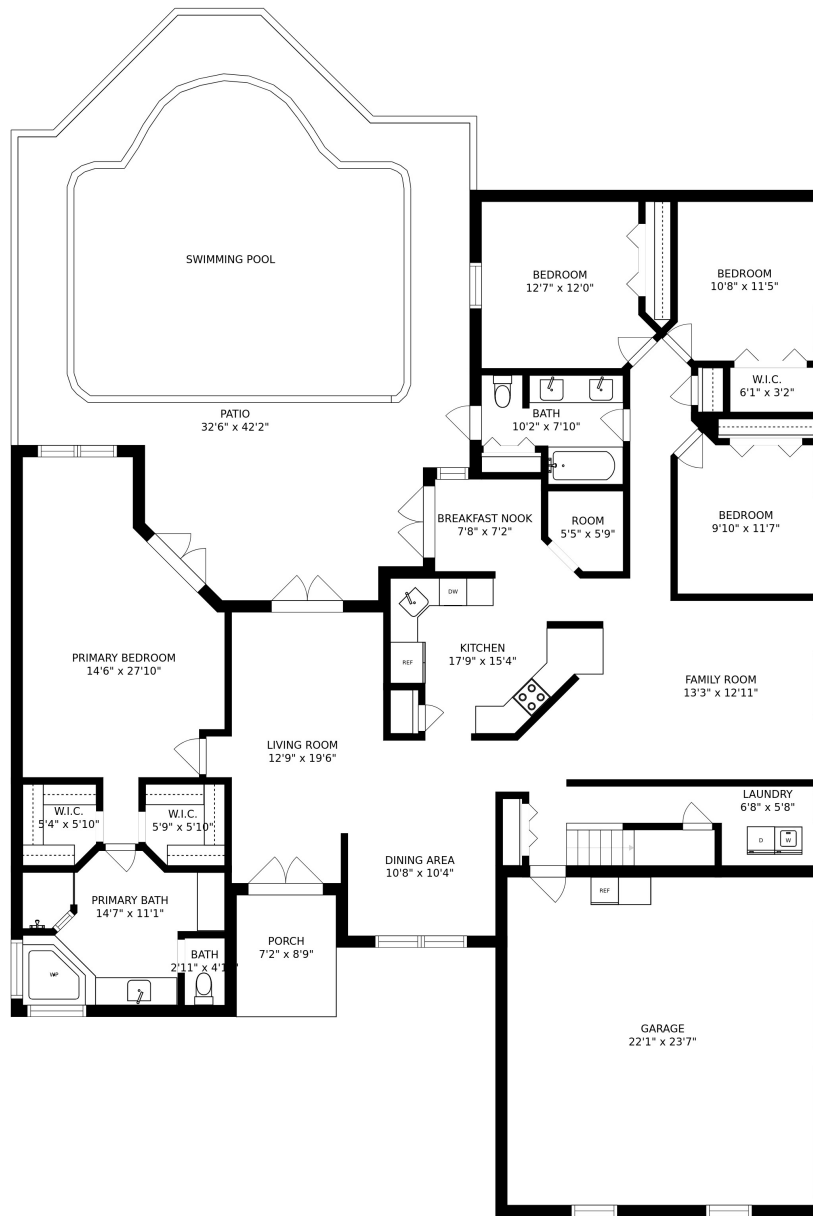 SWIMMING POOL
BEDROOM
12'7" x 12'0"
BEDROOM
10'8" x 11'5"
W.I.C.
6'1" x 3'2"
PATIO
32'6" x 42'2"
BATH
10'2" x 7'10"
BREAKFAST NOOK
7'8" x 7'2"
ROOM
5'5" x 5'9"
BEDROOM
9'10" x 11'7"
DW
KITCHEN
17'9" x 15'4"
REF
PRIMARY BEDROOM
14'6" x 27'10"
FAMILY ROOM
13'3" x 12'11"
LIVING ROOM
12'9" x 19'6"
W.I.C.
5'4" x 5'10"
W.I.C.
5'9" x 5'10"
LAUNDRY
6'8" x 5'8"
D
W
DINING AREA
10'8" x 10'4"
REF
PRIMARY BATH
14'7" x 11'1"
PORCH
7'2" x 8'9"
BATH
2'11" x
WP
GARAGE
22'1" x 23'7"